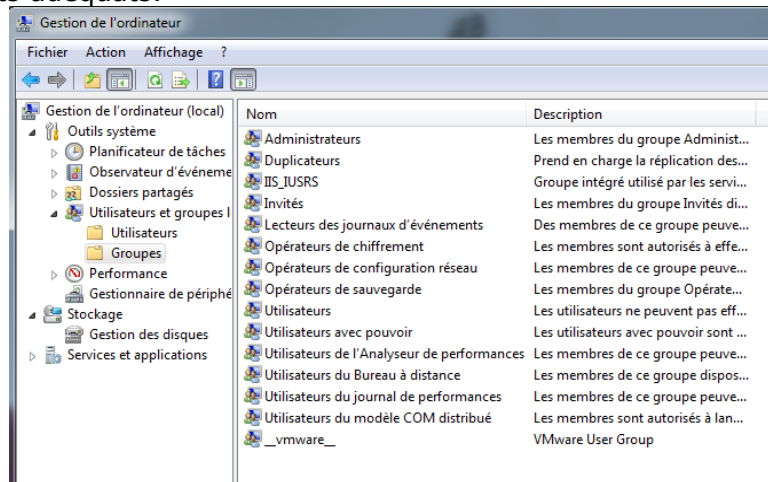 Gestion de l'ordinateur
Fichier Action Affichage ?
Gestion de l'ordinateur (local)
Outils système
Planificateur de tâches
Observateur d'événeme
Dossiers partagés
Utilisateurs et groupes l
Utilisateurs
Groupes
Performance
Gestionnaire de périphé
Stockage
Gestion des disques
Services et applications
Nom Description
Administrateurs Les membres du groupe Administ...
Duplicateurs Prend en charge la réplication des...
IIS_IUSRS Groupe intégré utilisé par les servi...
Invités Les membres du groupe Invités di...
Lecteurs des journaux d'événements Des membres de ce groupe peuve...
Opérateurs de chiffrement Les membres sont autorisés à effe...
Opérateurs de configuration réseau Les membres de ce groupe peuve...
Opérateurs de sauvegarde Les membres du groupe Opérate...
Utilisateurs Les utilisateurs ne peuvent pas eff...
Utilisateurs avec pouvoir Les utilisateurs avec pouvoir sont ...
Utilisateurs de l'Analyseur de performances Les membres de ce groupe peuve...
Utilisateurs du Bureau à distance Les membres de ce groupe dispos...
Utilisateurs du journal de performances Les membres de ce groupe peuve...
Utilisateurs du modèle COM distribué Les membres sont autorisés à lan...
__vmware__ VMware User Group